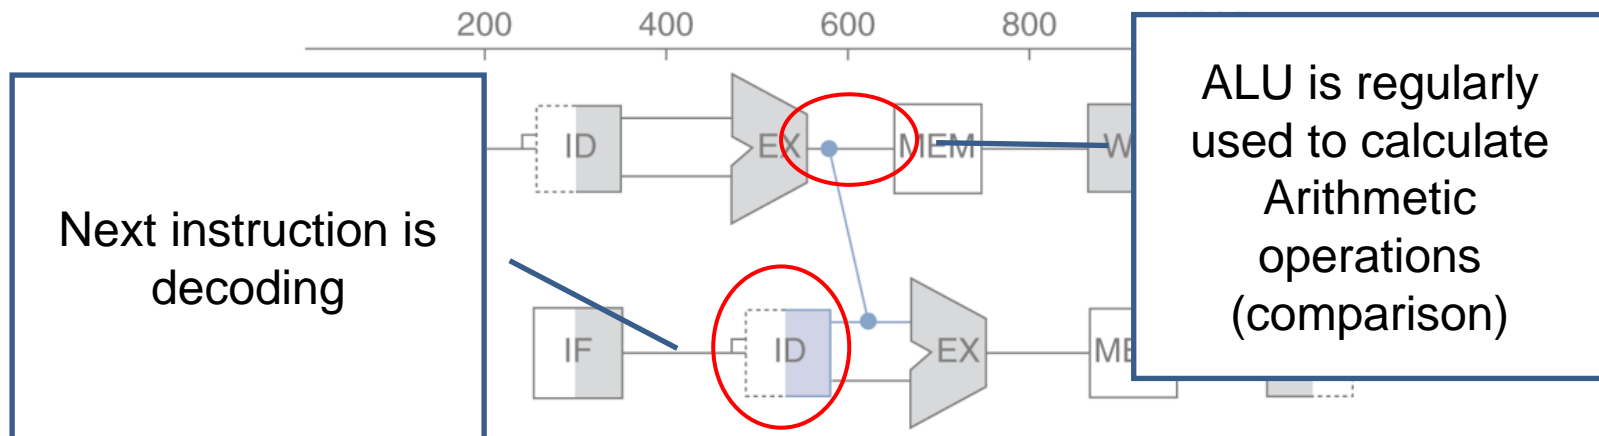 200 400 600 800
ID EX MEM W
Next instruction is
decoding
ALU is regularly
used to calculate
Arithmetic
operations
(comparison)
IF ID EX ME